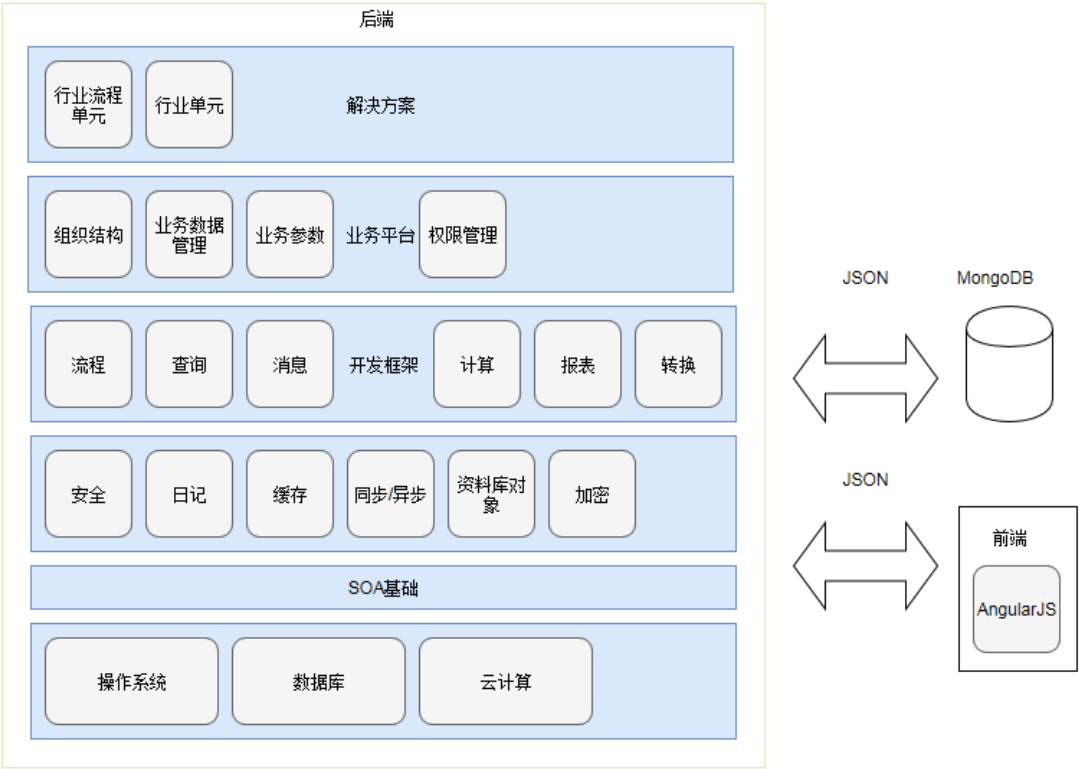 后端
行业流程
单元
行业单元
解决方案
组织结构
业务数据
管理
业务参数
业务平台
权限管理
流程
查询
消息
开发框架
计算
报表
转换
安全
日记
缓存
同步/异步
资料库对
象
加密
SOA基础
操作系统
数据库
云计算
JSON
MongoDB
JSON
前端
AngularJS